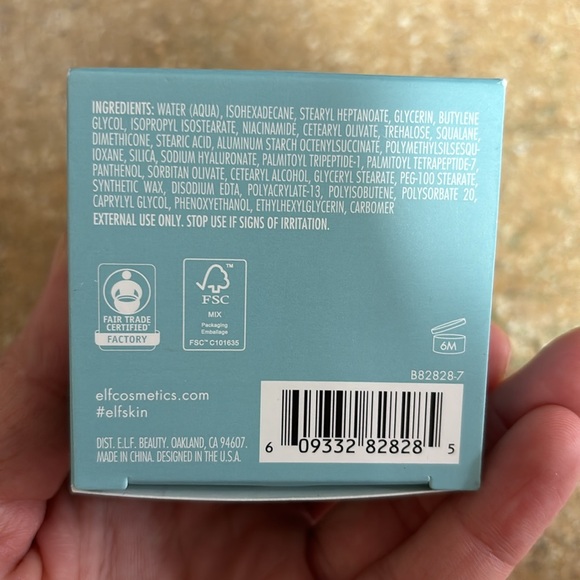 INGREDIENTS: WATER (AQUA), ISOHEXADECANE, STEARYL HEPTANOATE, GLYCERIN, BUTYLENE
GLYCOL, ISOPROPYL ISOSTEARATE, NIACINAMIDE, CETEARYL OLIVATE, TREHALOSE, SQUALANE,
DIMETHICONE, STEARIC ACID, ALUMINUM STARCH OCTENYLSUCCINATE, POLYMETHYLSILSESQU-
IOXANE, SILICA, SODIUM HYALURONATE, PALMITOYL TRIPEPTIDE-1, PALMITOYL TETRAPEPTIDE-7,
PANTHENOL, SORBITAN OLIVATE, CETEARYL ALCOHOL, GLYCERYL STEARATE, PEG-100 STEARATE,
SYNTHETIC WAX, DISODIUM EDTA, POLYACRYLATE-13, POLYISOBUTENE, POLYSORBATE 20,
CAPRYLYL GLYCOL, PHENOXYETHANOL, ETHYLHEXYLGLYCERIN, CARBOMER
EXTERNAL USE ONLY. STOP USE IF SIGNS OF IRRITATION.
FAIR TRADE
CERTIFIED
FACTORY
FSC
MIX
Packaging
Emballage
FSC™ C101635
6M
B82828-7
elfcosmetics.com
#elfskin
DIST. E.L.F. BEAUTY. OAKLAND, CA 94607.
MADE IN CHINA. DESIGNED IN THE U.S.A.
6 09332 82828 5